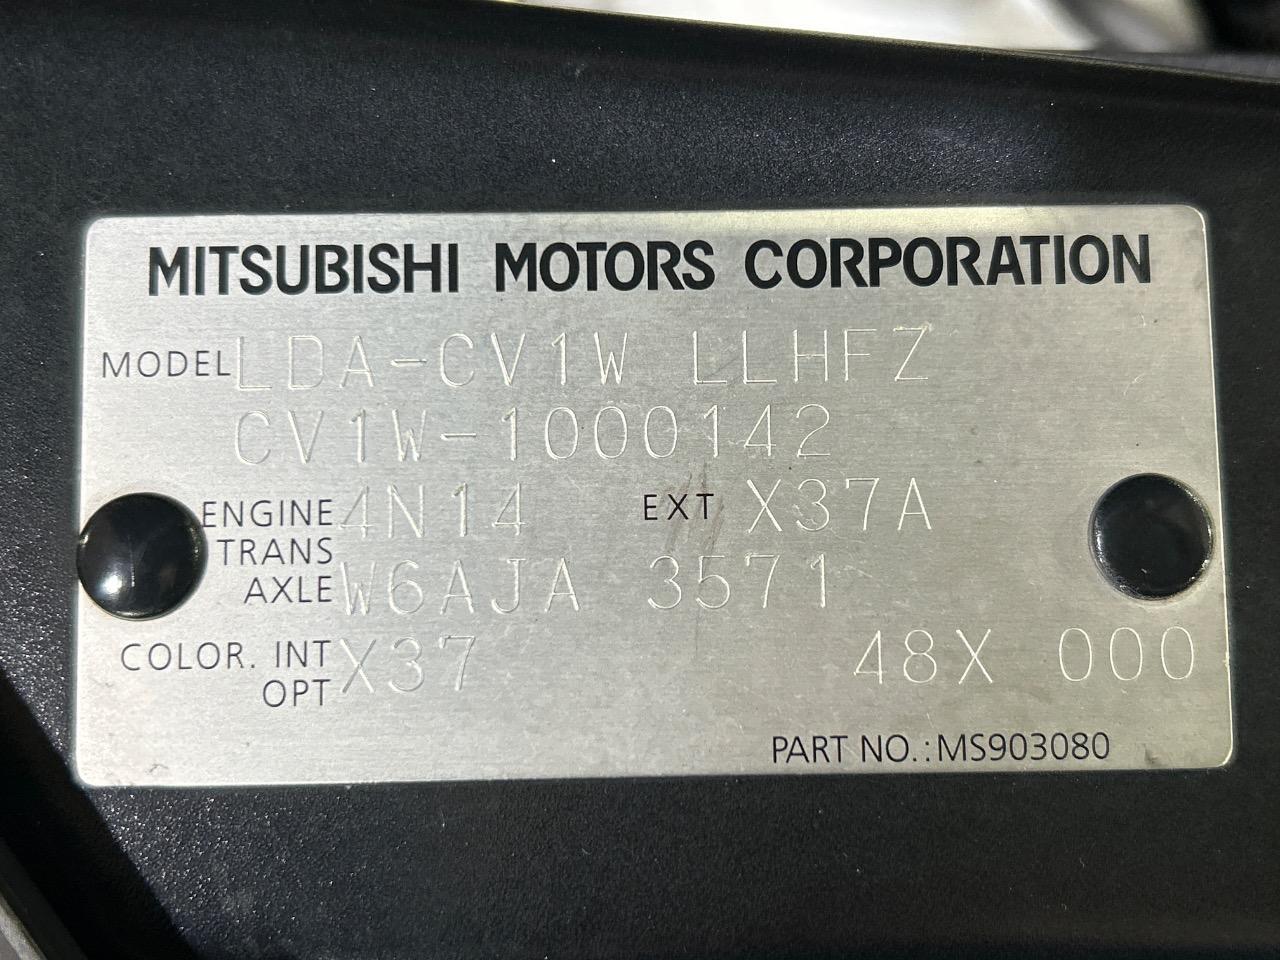 MITSUBISHI MOTORS CORPORATION
MODEL LDA-CV1W LLHFZ
CV1W-1000142
ENGINE 4N14 EXT X37A
TRANS
AXLE W6AJA 3571
COLOR. INT X37 48X 000
OPT
PART NO.: MS903080